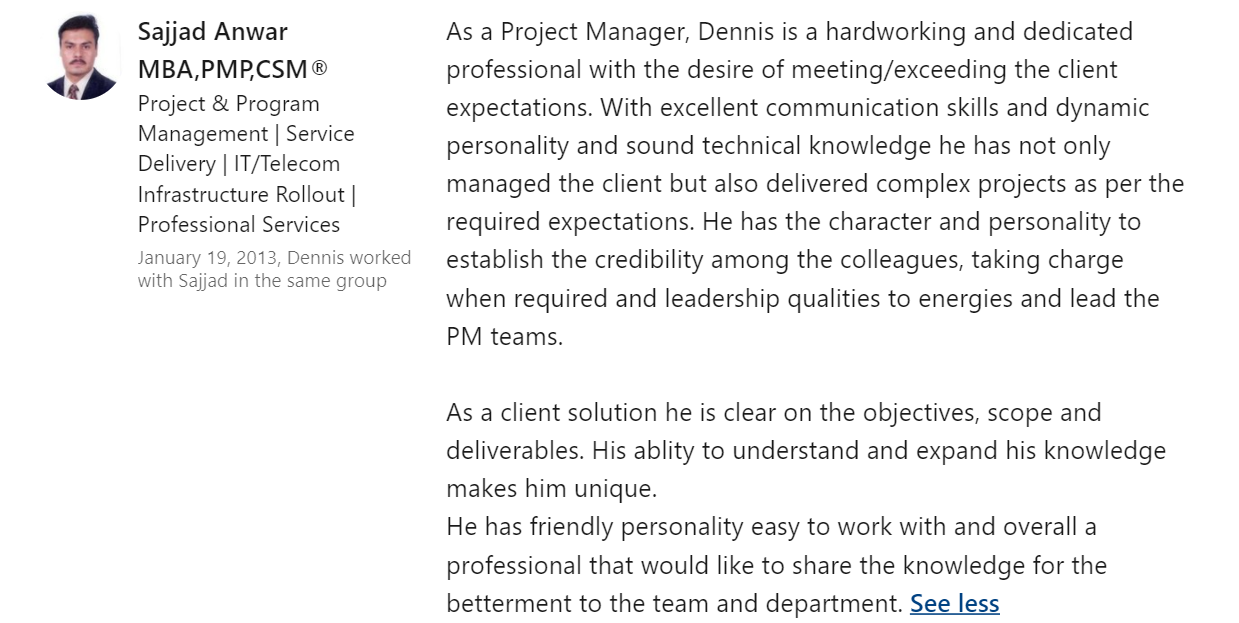 Sajjad Anwar
MBA,PMP,CSM®
Project & Program
Management | Service
Delivery | IT/Telecom
Infrastructure Rollout |
Professional Services
January 19, 2013, Dennis worked
with Sajjad in the same group
As a Project Manager, Dennis is a hardworking and dedicated
professional with the desire of meeting/exceeding the client
expectations. With excellent communication skills and dynamic
personality and sound technical knowledge he has not only
managed the client but also delivered complex projects as per the
required expectations. He has the character and personality to
establish the credibility among the colleagues, taking charge
when required and leadership qualities to energies and lead the
PM teams.
As a client solution he is clear on the objectives, scope and
deliverables. His ablity to understand and expand his knowledge
makes him unique.
He has friendly personality easy to work with and overall a
professional that would like to share the knowledge for the
betterment to the team and department. See less